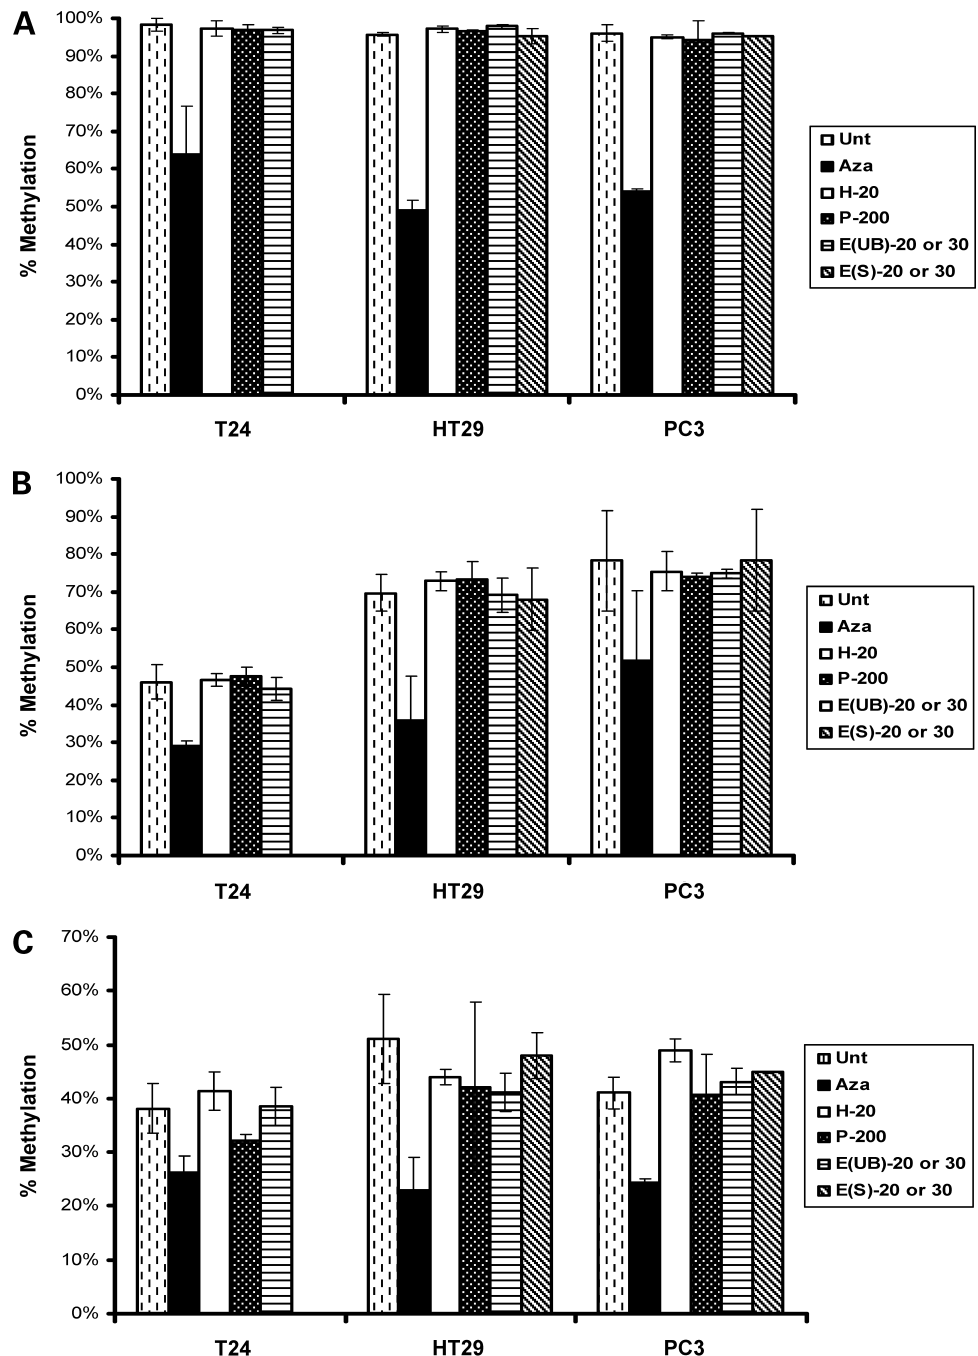 A
100%
90%
80%
70%
60%
50%
40%
30%
20%
10%
0%
% Methylation
T24
HT29
PC3
Unt
Aza
H-20
P-200
E(UB)-20 or 30
E(S)-20 or 30
B
100%
90%
80%
70%
60%
50%
40%
30%
20%
10%
0%
% Methylation
T24
HT29
PC3
Unt
Aza
H-20
P-200
E(UB)-20 or 30
E(S)-20 or 30
C
70%
60%
50%
40%
30%
20%
10%
0%
% Methylation
T24
HT29
PC3
Unt
Aza
H-20
P-200
E(UB)-20 or 30
E(S)-20 or 30